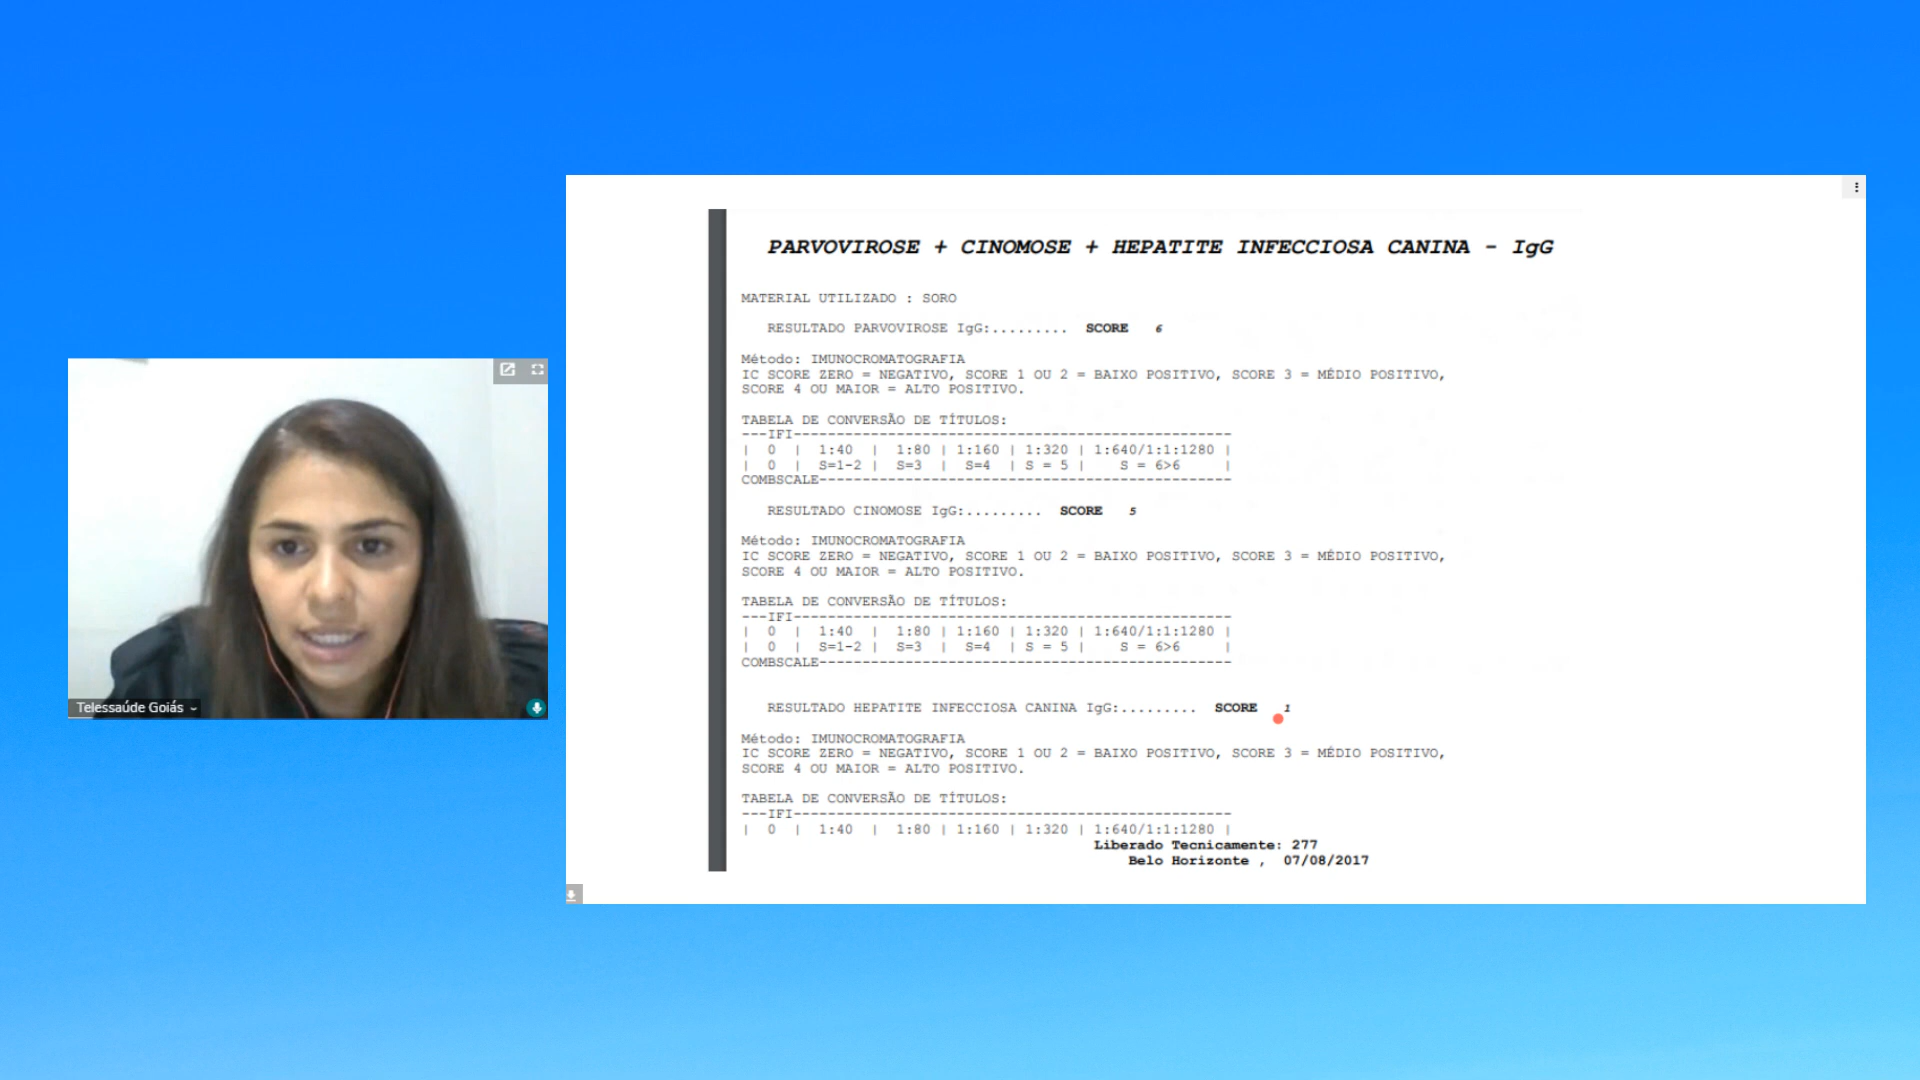 PARVOVIROSE + CINOMOSE + HEPATITE INFECCIOSA CANINA - IgG
MATERIAL UTILIZADO : SORO
RESULTADO PARVOVIROSE IgG:......... SCORE 6
Método: IMUNOCROMATOGRAFIA
IC SCORE ZERO = NEGATIVO, SCORE 1 OU 2 = BAIXO POSITIVO, SCORE 3 = MÉDIO POSITIVO,
SCORE 4 OU MAIOR = ALTO POSITIVO.
TABELA DE CONVERSÃO DE TÍTULOS:
---IFI---------------------------------------------------
| 0 | 1:40 | 1:80 | 1:160 | 1:320 | 1:640/1:1:1280 |
| 0 | S=1-2 | S=3 | S=4 | S = 5 | S = 6>6 |
COMBSCALE------------------------------------------------
RESULTADO CINOMOSE IgG:......... SCORE 5
Método: IMUNOCROMATOGRAFIA
IC SCORE ZERO = NEGATIVO, SCORE 1 OU 2 = BAIXO POSITIVO, SCORE 3 = MÉDIO POSITIVO,
SCORE 4 OU MAIOR = ALTO POSITIVO.
TABELA DE CONVERSÃO DE TÍTULOS:
---IFI---------------------------------------------------
| 0 | 1:40 | 1:80 | 1:160 | 1:320 | 1:640/1:1:1280 |
| 0 | S=1-2 | S=3 | S=4 | S = 5 | S = 6>6 |
COMBSCALE------------------------------------------------
RESULTADO HEPATITE INFECCIOSA CANINA IgG:......... SCORE 1
Método: IMUNOCROMATOGRAFIA
IC SCORE ZERO = NEGATIVO, SCORE 1 OU 2 = BAIXO POSITIVO, SCORE 3 = MÉDIO POSITIVO,
SCORE 4 OU MAIOR = ALTO POSITIVO.
TABELA DE CONVERSÃO DE TÍTULOS:
---IFI---------------------------------------------------
| 0 | 1:40 | 1:80 | 1:160 | 1:320 | 1:640/1:1:1280 |
Liberado Tecnicamente: 277
Belo Horizonte , 07/08/2017
Telessaúde Goiás